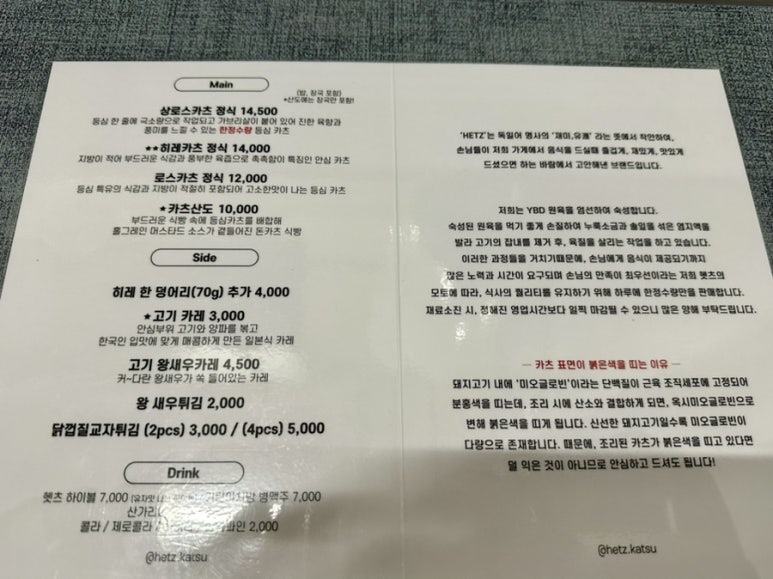 Main
(밥, 장국 포함)
*산도에는 장국만 포함!
상로스카츠 정식 14,500
등심 한 줄에 극소량으로 작업되고 가브리살이 붙어 있어 진한 육향과
풍미를 느낄 수 있는 한정수량 등심 카츠
★★히레카츠 정식 14,000
지방이 적어 부드러운 식감과 풍부한 육즙으로 촉촉함이 특징인 안심 카츠
로스카츠 정식 12,000
등심 특유의 식감과 지방이 적절히 포함되어 고소한맛이 나는 등심 카츠
★카츠산도 10,000
부드러운 식빵 속에 등심카츠를 배합해
홀그레인 머스타드 소스가 곁들어진 돈카츠 식빵
Side
히레 한 덩어리(70g) 추가 4,000
★고기 카레 3,000
안심부위 고기와 양파를 볶고
한국인 입맛에 맞게 매콤하게 만든 일본식 카레
고기 왕새우카레 4,500
커~다란 왕새우가 쏙 들어있는 카레
왕 새우튀김 2,000
닭껍질교자튀김 (2pcs) 3,000 / (4pcs) 5,000
Drink
헷츠 하이볼 7,000 (유자맛 병맥주 7,000
산가리
콜라 / 제로콜라 / 2,000
@hetz.katsu
'HETZ'는 독일어 명사의 '재미,유쾌' 라는 뜻에서 착안하여,
손님들이 저희 가게에서 음식을 드실때 즐겁게, 재밌게, 맛있게
드셨으면 하는 바람에서 고안해낸 브랜드입니다.
저희는 YBD 원육을 엄선하여 숙성합니다.
숙성된 원육을 먹기 좋게 손질하여 누룩소금과 솔잎을 섞은 염지액을
발라 고기의 잡내를 제거 후, 육질을 살리는 작업을 하고 있습니다.
이러한 과정들을 거치기때문에, 손님에게 음식이 제공되기까지
많은 노력과 시간이 요구되며 손님의 만족이 최우선이라는 저희 헷츠의
모토에 따라, 식사의 퀄리티를 유지하기 위해 하루에 한정수량만을 판매합니다.
재료소진 시, 정해진 영업시간보다 일찍 마감될 수 있으니 많은 양해 부탁드립니다.
— 카츠 표면이 붉은색을 띠는 이유 —
돼지고기 내에 '미오글로빈'이라는 단백질이 근육 조직세포에 고정되어
분홍색을 띠는데, 조리 시에 산소와 결합하게 되면, 옥시미오글로빈으로
변해 붉은색을 띠게 됩니다. 신선한 돼지고기일수록 미오글로빈이
다량으로 존재합니다. 때문에, 조리된 카츠가 붉은색을 띠고 있다면
덜 익은 것이 아니므로 안심하고 드셔도 됩니다!
@hetz.katsu